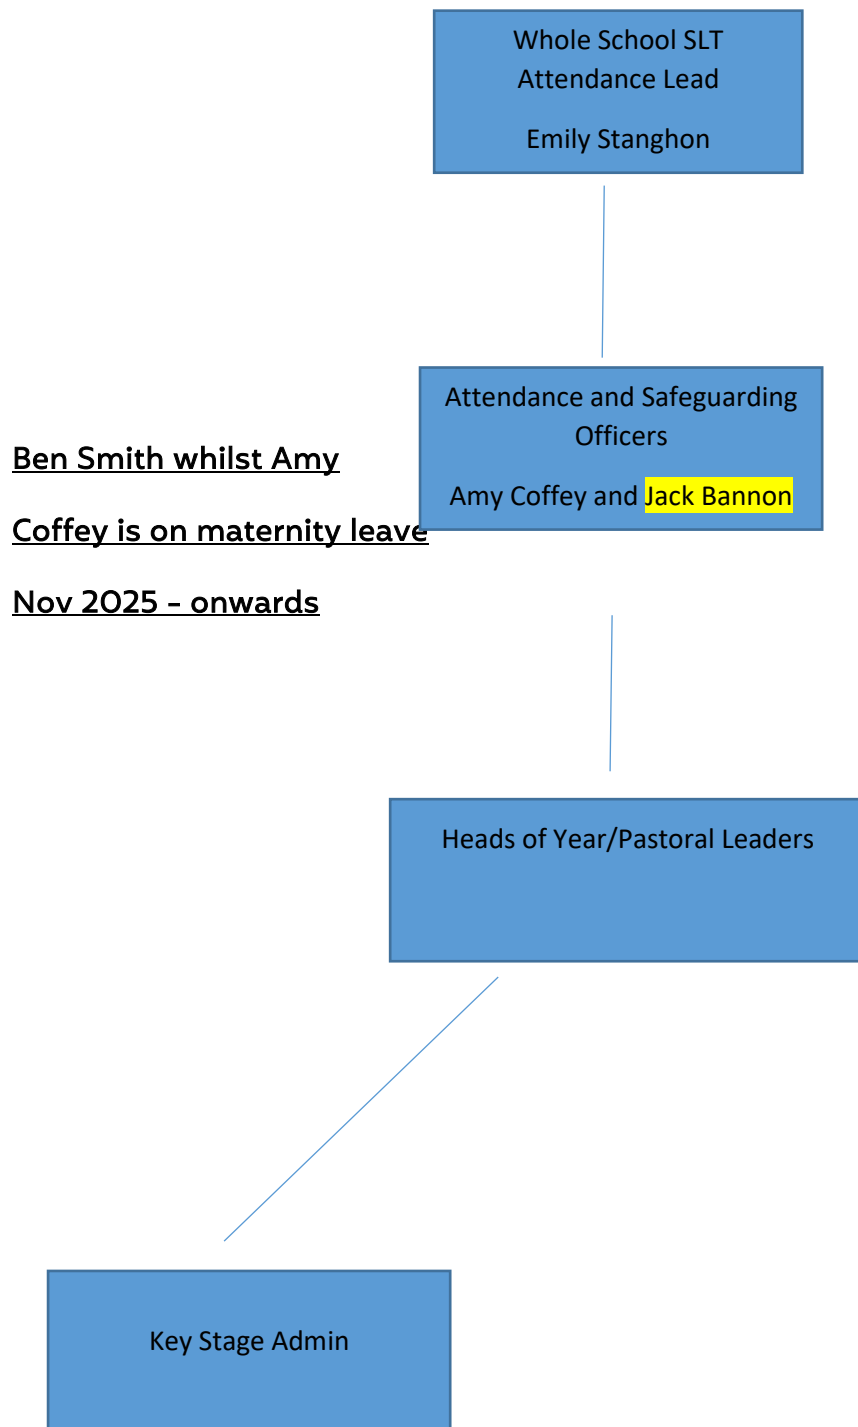 Whole School SLT
Attendance Lead
Emily Stanghon
Attendance and Safeguarding
Officers
Amy Coffey and Jack Bannon
Ben Smith whilst Amy
Coffey is on maternity leave
Nov 2025 – onwards
Heads of Year/Pastoral Leaders
Key Stage Admin